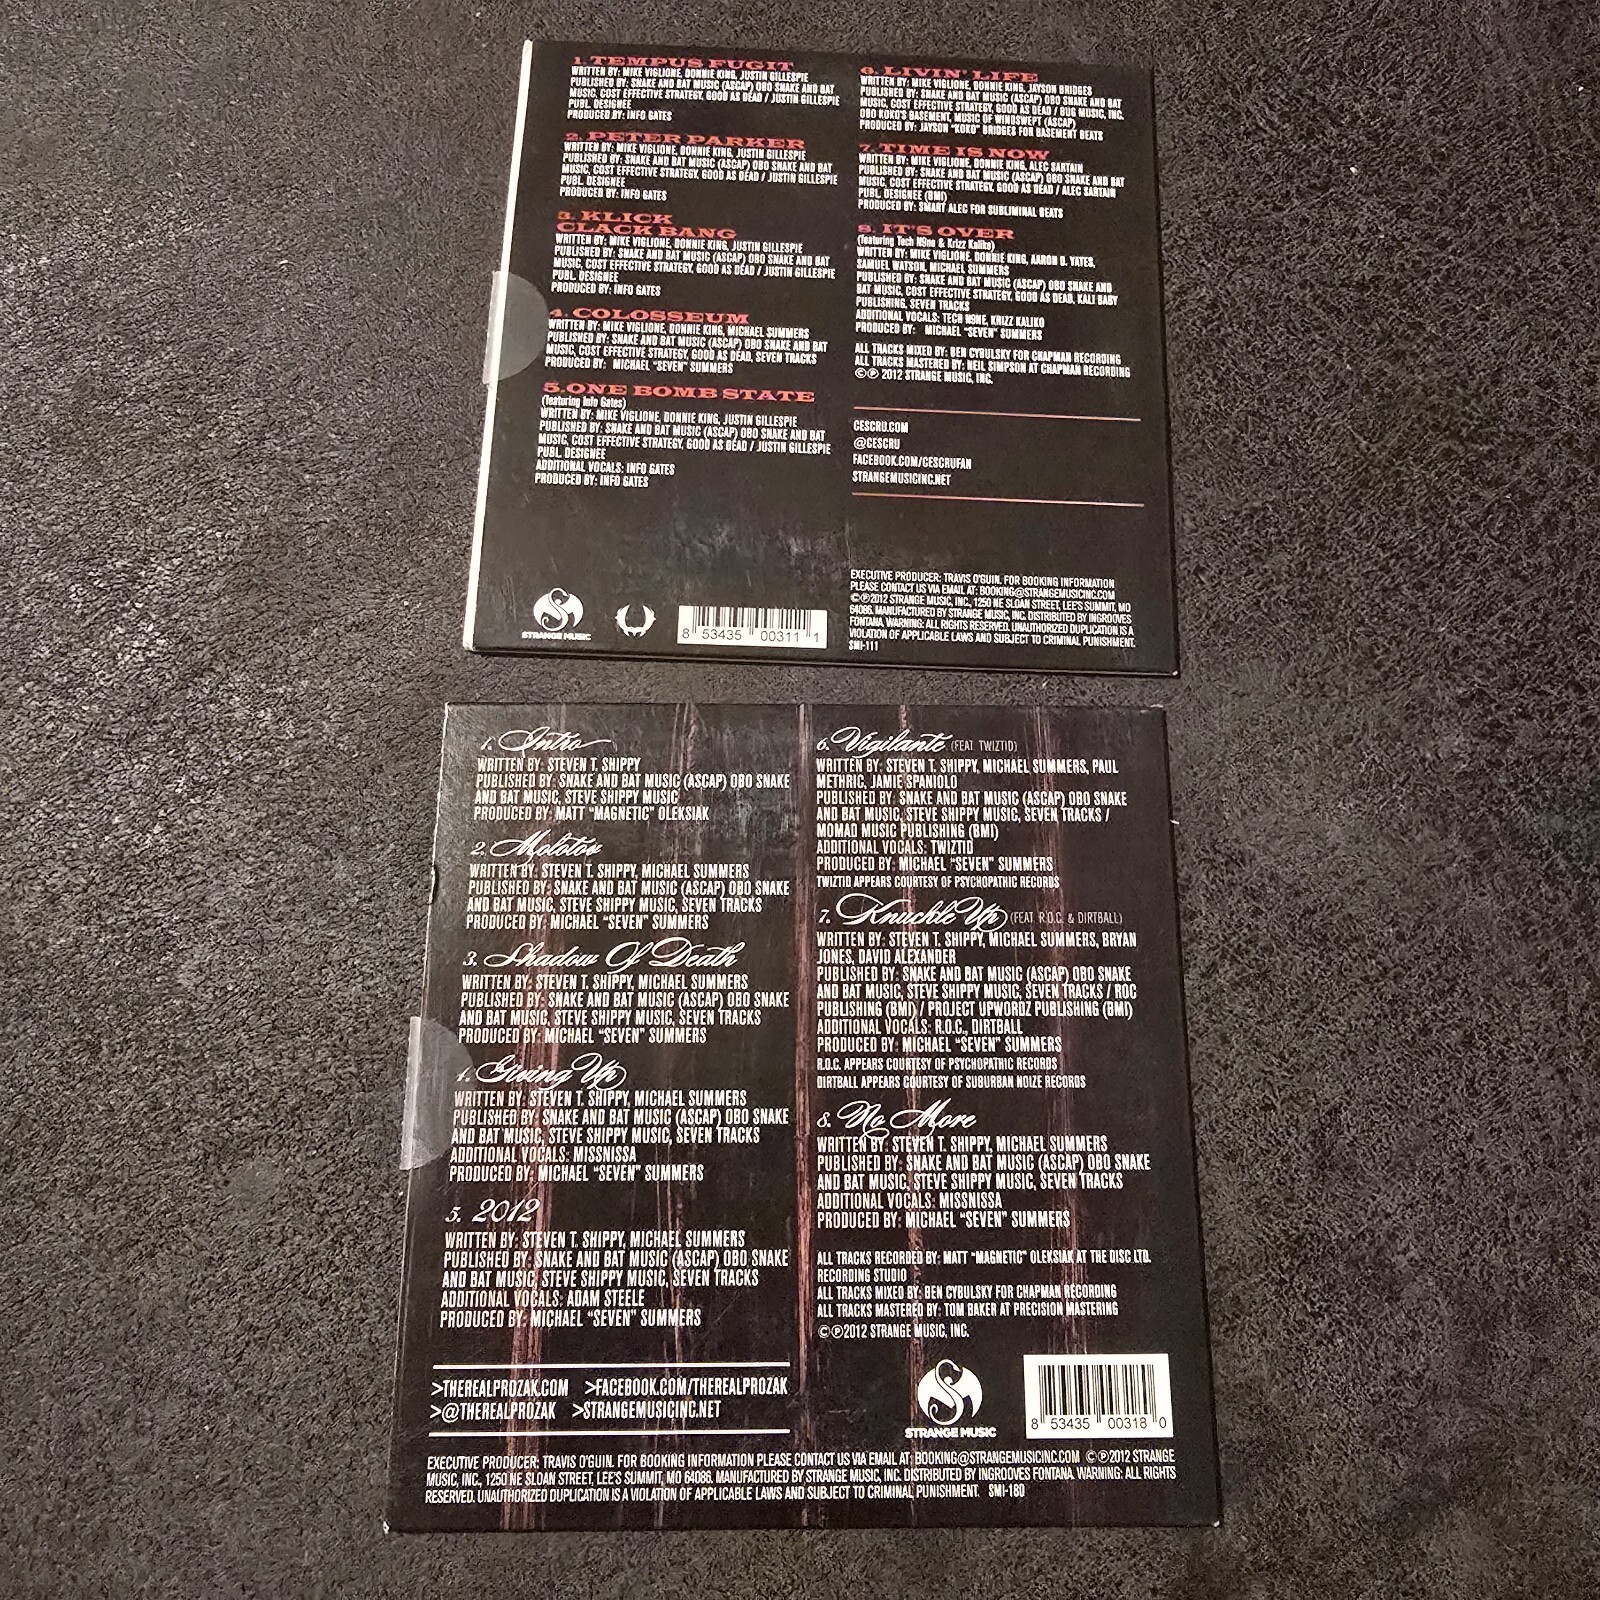 1. TEMPUS FUGIT
WRITTEN BY: MIKE VIGLIONE, DONNIE KING, JUSTIN GILLESPIE
PUBLISHED BY: SNAKE AND BAT MUSIC (ASCAP) OBO SNAKE AND BAT
MUSIC, COST EFFECTIVE STRATEGY, GOOD AS DEAD / JUSTIN GILLESPIE
PUBL. DESIGNEE
PRODUCED BY: INFO GATES
2. PETER PARKER
WRITTEN BY: MIKE VIGLIONE, DONNIE KING, JUSTIN GILLESPIE
PUBLISHED BY: SNAKE AND BAT MUSIC (ASCAP) OBO SNAKE AND BAT
MUSIC, COST EFFECTIVE STRATEGY, GOOD AS DEAD / JUSTIN GILLESPIE
PUBL. DESIGNEE
PRODUCED BY: INFO GATES
3. KLICK
CLACK BANG
WRITTEN BY: MIKE VIGLIONE, DONNIE KING, JUSTIN GILLESPIE
PUBLISHED BY: SNAKE AND BAT MUSIC (ASCAP) OBO SNAKE AND BAT
MUSIC, COST EFFECTIVE STRATEGY, GOOD AS DEAD / JUSTIN GILLESPIE
PUBL. DESIGNEE
PRODUCED BY: INFO GATES
4. COLOSSEUM
WRITTEN BY: MIKE VIGLIONE, DONNIE KING, MICHAEL SUMMERS
PUBLISHED BY: SNAKE AND BAT MUSIC (ASCAP) OBO SNAKE AND BAT
MUSIC, COST EFFECTIVE STRATEGY, GOOD AS DEAD, SEVEN TRACKS
PRODUCED BY: MICHAEL "SEVEN" SUMMERS
5. ONE BOMB STATE
(featuring Info Gates)
WRITTEN BY: MIKE VIGLIONE, DONNIE KING, JUSTIN GILLESPIE
PUBLISHED BY: SNAKE AND BAT MUSIC (ASCAP) OBO SNAKE AND BAT
MUSIC, COST EFFECTIVE STRATEGY, GOOD AS DEAD / JUSTIN GILLESPIE
PUBL. DESIGNEE
ADDITIONAL VOCALS: INFO GATES
PRODUCED BY: INFO GATES
6. LIVIN' LIFE
WRITTEN BY: MIKE VIGLIONE, DONNIE KING, JAYSON BRIDGES
PUBLISHED BY: SNAKE AND BAT MUSIC (ASCAP) OBO SNAKE AND BAT
MUSIC, COST EFFECTIVE STRATEGY, GOOD AS DEAD / BUG MUSIC, INC.
OBO KOKO'S BASEMENT, MUSIC OF WINDSWEPT (ASCAP)
PRODUCED BY: JAYSON "KOKO" BRIDGES FOR BASEMENT BEATS
7. TIME IS NOW
WRITTEN BY: MIKE VIGLIONE, DONNIE KING, ALEC SARTAIN
PUBLISHED BY: SNAKE AND BAT MUSIC (ASCAP) OBO SNAKE AND BAT
MUSIC, COST EFFECTIVE STRATEGY, GOOD AS DEAD / ALEC SARTAIN
PUBL. DESIGNEE (BMI)
PRODUCED BY: SMART ALEC FOR SUBLIMINAL BEATS
8. IT'S OVER
(featuring Tech N9ne & Krizz Kaliko)
WRITTEN BY: MIKE VIGLIONE, DONNIE KING, AARON D. YATES,
SAMUEL WATSON, MICHAEL SUMMERS
PUBLISHED BY: SNAKE AND BAT MUSIC (ASCAP) OBO SNAKE AND
BAT MUSIC, COST EFFECTIVE STRATEGY, GOOD AS DEAD, KALI BABY
PUBLISHING, SEVEN TRACKS
ADDITIONAL VOCALS: TECH N9NE, KRIZZ KALIKO
PRODUCED BY: MICHAEL "SEVEN" SUMMERS
ALL TRACKS MIXED BY: BEN CYBULSKY FOR CHAPMAN RECORDING
ALL TRACKS MASTERED BY: NEIL SIMPSON AT CHAPMAN RECORDING
©℗ 2012 STRANGE MUSIC, INC.
CESCRU.COM
@CESCRU
FACEBOOK.COM/CESCRUFAN
STRANGEMUSICINC.NET
EXECUTIVE PRODUCER: TRAVIS O'GUIN. FOR BOOKING INFORMATION
PLEASE CONTACT US VIA EMAIL AT: BOOKING@STRANGEMUSICINC.COM
©℗2012 STRANGE MUSIC, INC., 1250 NE SLOAN STREET, LEE'S SUMMIT, MO
64086. MANUFACTURED BY STRANGE MUSIC, INC. DISTRIBUTED BY INGROOVES
FONTANA. WARNING: ALL RIGHTS RESERVED. UNAUTHORIZED DUPLICATION IS A
VIOLATION OF APPLICABLE LAWS AND SUBJECT TO CRIMINAL PUNISHMENT.
SMI-111
STRANGE MUSIC
8 53435 00311 1
1. Intro
WRITTEN BY: STEVEN T. SHIPPY
PUBLISHED BY: SNAKE AND BAT MUSIC (ASCAP) OBO SNAKE
AND BAT MUSIC, STEVE SHIPPY MUSIC
PRODUCED BY: MATT "MAGNETIC" OLEKSIAK
2. Molotov
WRITTEN BY: STEVEN T. SHIPPY, MICHAEL SUMMERS
PUBLISHED BY: SNAKE AND BAT MUSIC (ASCAP) OBO SNAKE
AND BAT MUSIC, STEVE SHIPPY MUSIC, SEVEN TRACKS
PRODUCED BY: MICHAEL "SEVEN" SUMMERS
3. Shadow Of Death
WRITTEN BY: STEVEN T. SHIPPY, MICHAEL SUMMERS
PUBLISHED BY: SNAKE AND BAT MUSIC (ASCAP) OBO SNAKE
AND BAT MUSIC, STEVE SHIPPY MUSIC, SEVEN TRACKS
PRODUCED BY: MICHAEL "SEVEN" SUMMERS
4. Giving Up
WRITTEN BY: STEVEN T. SHIPPY, MICHAEL SUMMERS
PUBLISHED BY: SNAKE AND BAT MUSIC (ASCAP) OBO SNAKE
AND BAT MUSIC, STEVE SHIPPY MUSIC, SEVEN TRACKS
ADDITIONAL VOCALS: MISSNISSA
PRODUCED BY: MICHAEL "SEVEN" SUMMERS
5. 2012
WRITTEN BY: STEVEN T. SHIPPY, MICHAEL SUMMERS
PUBLISHED BY: SNAKE AND BAT MUSIC (ASCAP) OBO SNAKE
AND BAT MUSIC, STEVE SHIPPY MUSIC, SEVEN TRACKS
ADDITIONAL VOCALS: ADAM STEELE
PRODUCED BY: MICHAEL "SEVEN" SUMMERS
6. Vigilante (FEAT. TWIZTID)
WRITTEN BY: STEVEN T. SHIPPY, MICHAEL SUMMERS, PAUL
METHRIC, JAMIE SPANIOLO
PUBLISHED BY: SNAKE AND BAT MUSIC (ASCAP) OBO SNAKE
AND BAT MUSIC, STEVE SHIPPY MUSIC, SEVEN TRACKS /
MOMAD MUSIC PUBLISHING (BMI)
ADDITIONAL VOCALS: TWIZTID
PRODUCED BY: MICHAEL "SEVEN" SUMMERS
TWIZTID APPEARS COURTESY OF PSYCHOPATHIC RECORDS
7. Knuckle Up (FEAT. R.O.C. & DIRTBALL)
WRITTEN BY: STEVEN T. SHIPPY, MICHAEL SUMMERS, BRYAN
JONES, DAVID ALEXANDER
PUBLISHED BY: SNAKE AND BAT MUSIC (ASCAP) OBO SNAKE
AND BAT MUSIC, STEVE SHIPPY MUSIC, SEVEN TRACKS / ROC
PUBLISHING (BMI) / PROJECT UPWORDZ PUBLISHING (BMI)
ADDITIONAL VOCALS: R.O.C., DIRTBALL
PRODUCED BY: MICHAEL "SEVEN" SUMMERS
R.O.C. APPEARS COURTESY OF PSYCHOPATHIC RECORDS
DIRTBALL APPEARS COURTESY OF SUBURBAN NOIZE RECORDS
8. No More
WRITTEN BY: STEVEN T. SHIPPY, MICHAEL SUMMERS
PUBLISHED BY: SNAKE AND BAT MUSIC (ASCAP) OBO SNAKE
AND BAT MUSIC, STEVE SHIPPY MUSIC, SEVEN TRACKS
ADDITIONAL VOCALS: MISSNISSA
PRODUCED BY: MICHAEL "SEVEN" SUMMERS
ALL TRACKS RECORDED BY: MATT "MAGNETIC" OLEKSIAK AT THE DISC LTD.
RECORDING STUDIO
ALL TRACKS MIXED BY: BEN CYBULSKY FOR CHAPMAN RECORDING
ALL TRACKS MASTERED BY: TOM BAKER AT PRECISION MASTERING
©℗2012 STRANGE MUSIC, INC.
>THEREALPROZAK.COM >FACEBOOK.COM/THEREALPROZAK
>@THEREALPROZAK >STRANGEMUSICINC.NET
STRANGE MUSIC
8 53435 00318 0
EXECUTIVE PRODUCER: TRAVIS O'GUIN. FOR BOOKING INFORMATION PLEASE CONTACT US VIA EMAIL AT: BOOKING@STRANGEMUSICINC.COM ©℗2012 STRANGE
MUSIC, INC., 1250 NE SLOAN STREET, LEE'S SUMMIT, MO 64086. MANUFACTURED BY STRANGE MUSIC, INC. DISTRIBUTED BY INGROOVES FONTANA. WARNING: ALL RIGHTS
RESERVED. UNAUTHORIZED DUPLICATION IS A VIOLATION OF APPLICABLE LAWS AND SUBJECT TO CRIMINAL PUNISHMENT. SMI-180